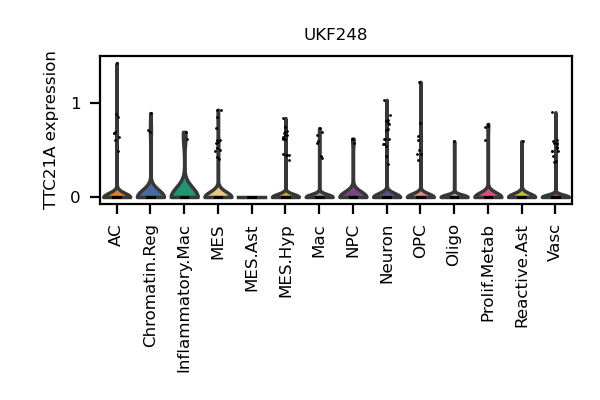 UKF248
TTC21A expression
1
0
AC
Chromatin.Reg
Inflammatory.Mac
MES
MES.Ast
MES.Hyp
Mac
NPC
Neuron
OPC
Oligo
Prolif.Metab
Reactive.Ast
Vasc